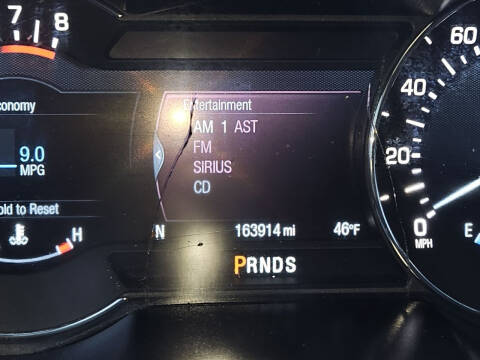 7 8
conomy
9.0
MPG
old to Reset
H
Entertainment
AM 1 AST
FM
SIRIUS
CD
N 163914 mi 46°F
PRNDS
60
40
20
0
MPH
E